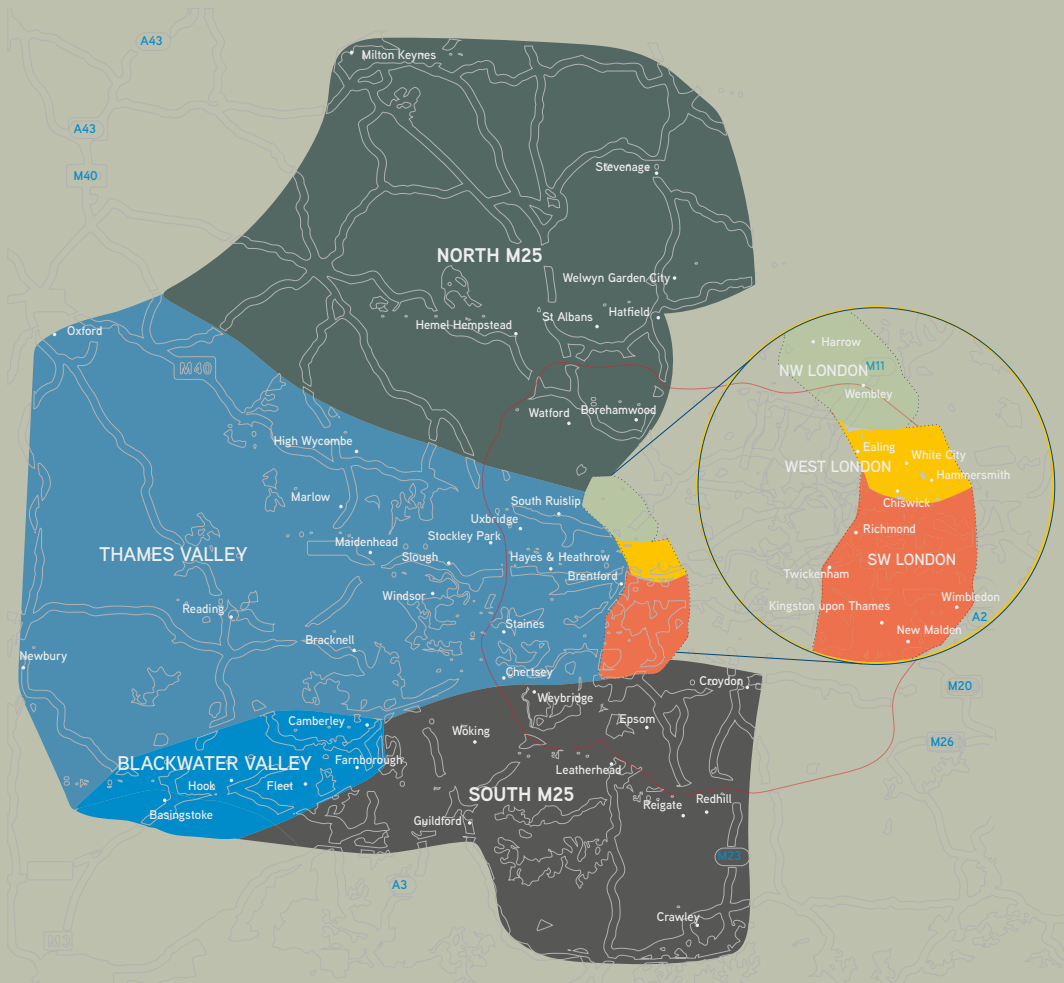 A43
Milton Keynes
A43
Stevenage
M40
NORTH M25
Welwyn Garden City
Hatfield
St Albans
Hemel Hempstead
Oxford
Harrow
M40
NW LONDON
M11
Wembley
Watford
Borehamwood
High Wycombe
Ealing
White City
WEST LONDON
Hammersmith
Marlow
South Ruislip
Chiswick
Uxbridge
Richmond
Stockley Park
Maidenhead
THAMES VALLEY
Slough
Hayes & Heathrow
SW LONDON
Brentford
Twickenham
Windsor
Wimbledon
Reading
Kingston upon Thames
A2
Staines
New Malden
Bracknell
Newbury
Chertsey
Croydon
M20
Weybridge
Camberley
Epsom
Woking
M26
BLACKWATER VALLEY
Farnborough
Leatherhead
Hook
Fleet
SOUTH M25
Redhill
Reigate
Basingstoke
Guildford
M23
A3
Crawley
M3